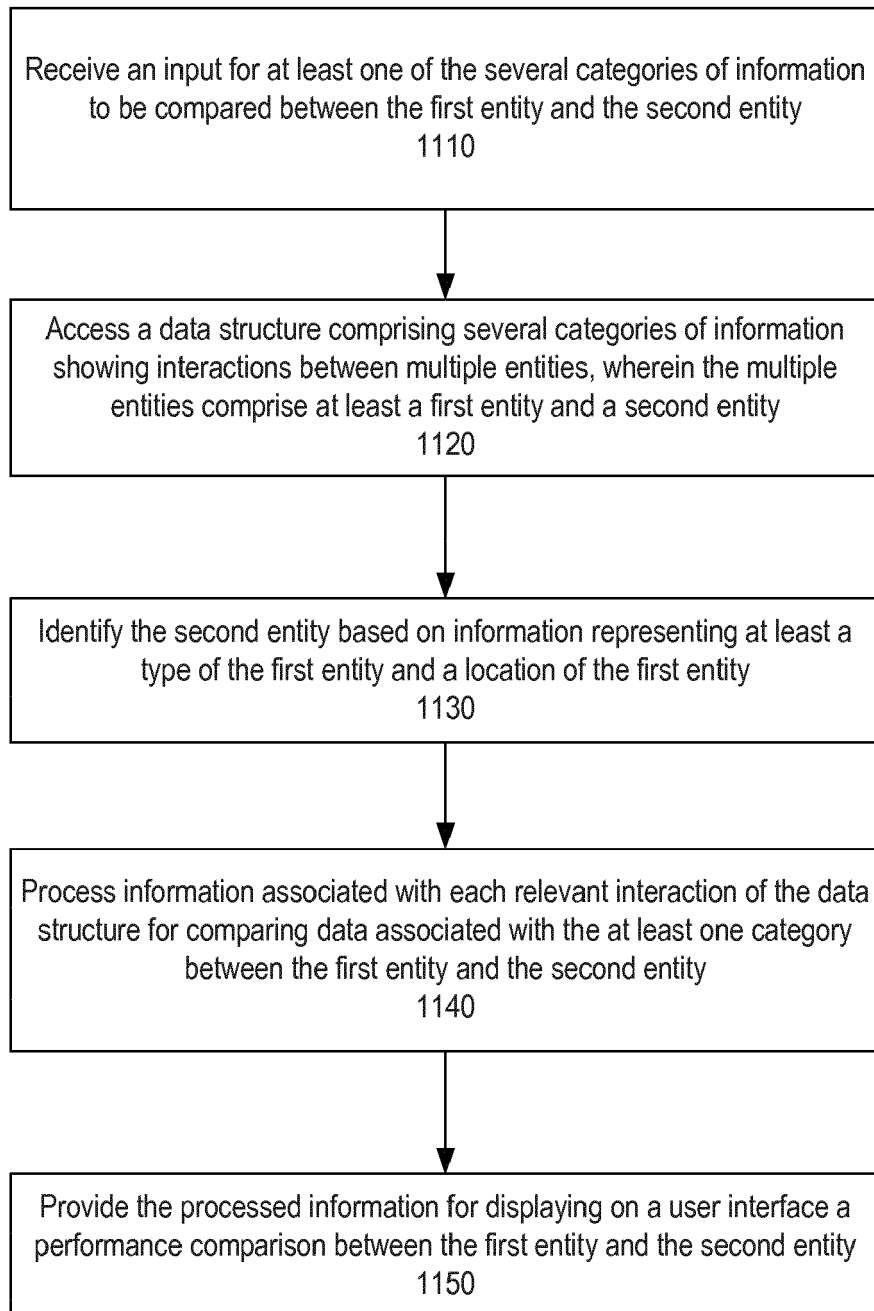 Receive an input for at least one of the several categories of information
to be compared between the first entity and the second entity
1110
Access a data structure comprising several categories of information
showing interactions between multiple entities, wherein the multiple
entities comprise at least a first entity and a second entity
1120
Identify the second entity based on information representing at least a
type of the first entity and a location of the first entity
1130
Process information associated with each relevant interaction of the data
structure for comparing data associated with the at least one category
between the first entity and the second entity
1140
Provide the processed information for displaying on a user interface a
performance comparison between the first entity and the second entity
1150